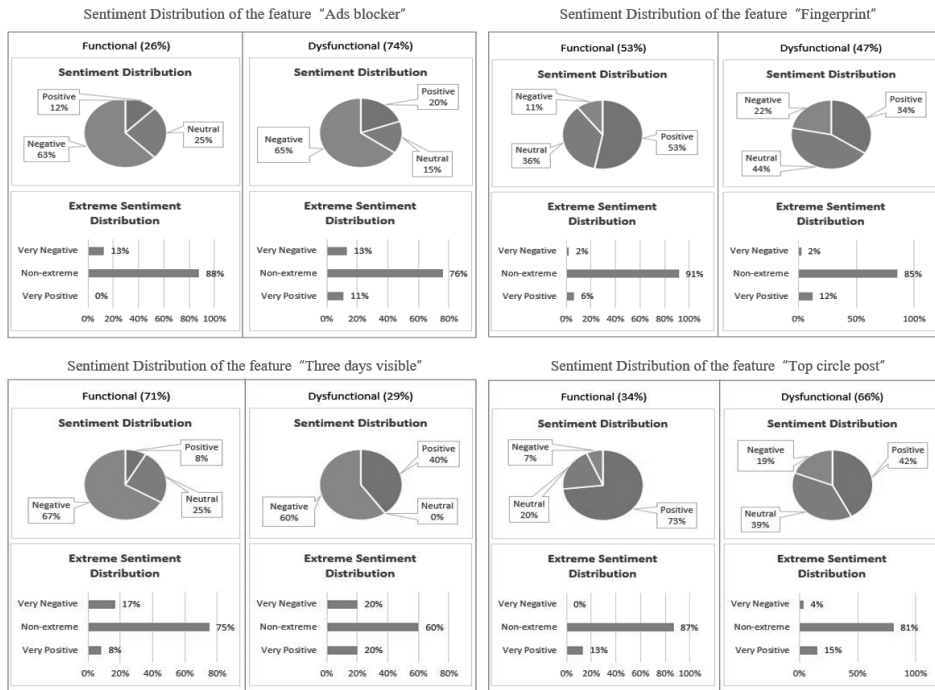 Sentiment Distribution of the feature “Ads blocker”
Functional (26%)
Sentiment Distribution
Positive
12%
Neutral
25%
Negative
63%
Extreme Sentiment
Distribution
Very Negative
13%
Non-extreme
88%
Very Positive
0%
0% 20% 40% 60% 80% 100%
Dysfunctional (74%)
Sentiment Distribution
Positive
20%
Negative
65%
Neutral
15%
Extreme Sentiment
Distribution
Very Negative
13%
Non-extreme
76%
Very Positive
11%
0% 20% 40% 60% 80%
Sentiment Distribution of the feature “Fingerprint”
Functional (53%)
Sentiment Distribution
Negative
11%
Neutral
36%
Positive
53%
Extreme Sentiment
Distribution
Very Negative
2%
Non-extreme
91%
Very Positive
6%
0% 20% 40% 60% 80% 100%
Dysfunctional (47%)
Sentiment Distribution
Negative
22%
Positive
34%
Neutral
44%
Extreme Sentiment
Distribution
Very Negative
2%
Non-extreme
85%
Very Positive
12%
0% 50% 100%
Sentiment Distribution of the feature “Three days visible”
Functional (71%)
Sentiment Distribution
Positive
8%
Negative
67%
Neutral
25%
Extreme Sentiment
Distribution
Very Negative
17%
Non-extreme
75%
Very Positive
8%
0% 20% 40% 60% 80%
Dysfunctional (29%)
Sentiment Distribution
Positive
40%
Negative
60%
Neutral
0%
Extreme Sentiment
Distribution
Very Negative
20%
Non-extreme
60%
Very Positive
20%
0% 20% 40% 60% 80%
Sentiment Distribution of the feature “Top circle post”
Functional (34%)
Sentiment Distribution
Negative
7%
Neutral
20%
Positive
73%
Extreme Sentiment
Distribution
Very Negative
0%
Non-extreme
87%
Very Positive
13%
0% 20% 40% 60% 80% 100%
Dysfunctional (66%)
Sentiment Distribution
Negative
19%
Positive
42%
Neutral
39%
Extreme Sentiment
Distribution
Very Negative
4%
Non-extreme
81%
Very Positive
15%
0% 50% 100%